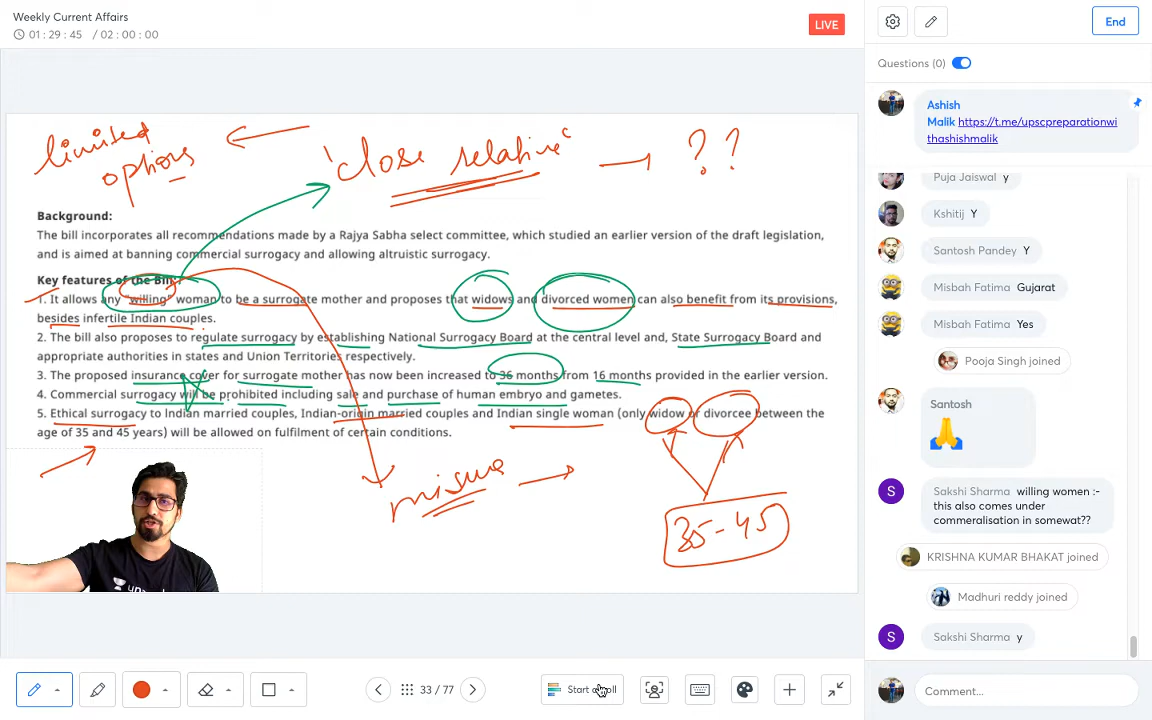 Weekly Current Affairs
01 : 29 : 45 / 02 : 00 : 00
LIVE
limited options
'close relative'
??
Background:
The bill incorporates all recommendations made by a Rajya Sabha select committee, which studied an earlier version of the draft legislation,
and is aimed at banning commercial surrogacy and allowing altruistic surrogacy.
Key features of the Bill:
1. It allows any "willing" woman to be a surrogate mother and proposes that widows and divorced women can also benefit from its provisions,
besides infertile Indian couples.
2. The bill also proposes to regulate surrogacy by establishing National Surrogacy Board at the central level and, State Surrogacy Board and
appropriate authorities in states and Union Territories respectively.
3. The proposed insurance cover for surrogate mother has now been increased to 36 months from 16 months provided in the earlier version.
4. Commercial surrogacy will be prohibited including sale and purchase of human embryo and gametes.
5. Ethical surrogacy to Indian married couples, Indian-origin married couples and Indian single woman (only widow or divorcee between the
age of 35 and 45 years) will be allowed on fulfilment of certain conditions.
misuse
35-45
33 / 77
End
Questions (0)
Ashish
Malik https://t.me/upscpreparationwi
thashishmalik
Puja Jaiswal y
Kshitij Y
Santosh Pandey Y
Misbah Fatima Gujarat
Misbah Fatima Yes
Pooja Singh joined
Santosh
S
Sakshi Sharma willing women :-
this also comes under
commeralisation in somewat??
KRISHNA KUMAR BHAKAT joined
Madhuri reddy joined
S
Sakshi Sharma y
Comment...